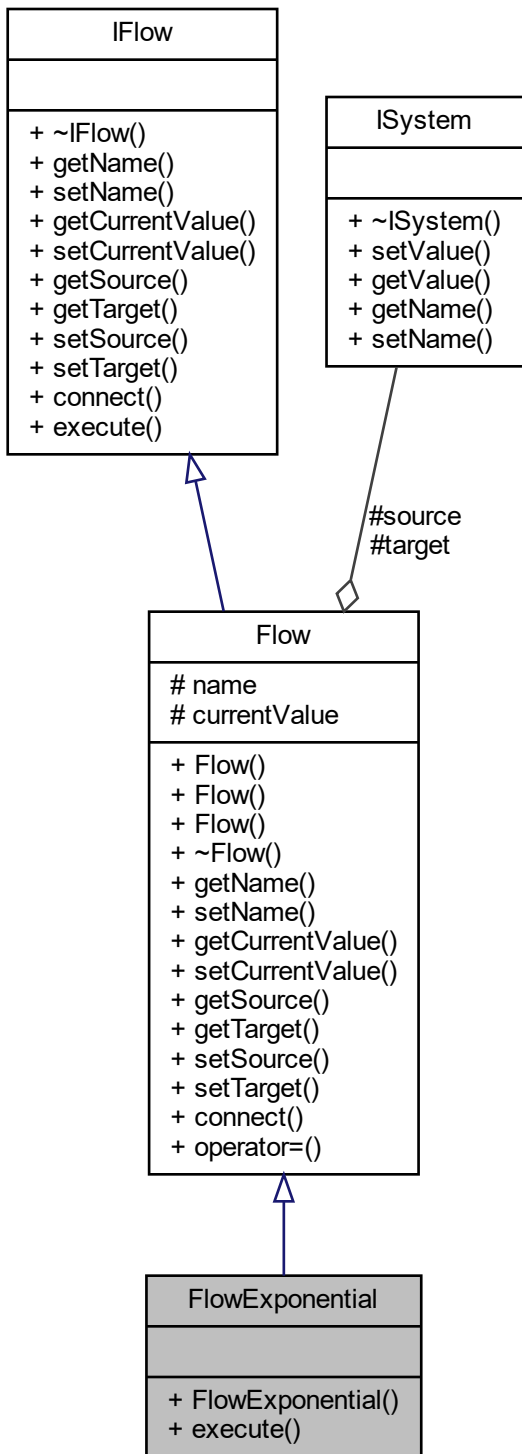 IFlow
+ ~IFlow()
+ getName()
+ setName()
+ getCurrentValue()
+ setCurrentValue()
+ getSource()
+ getTarget()
+ setSource()
+ setTarget()
+ connect()
+ execute()
ISystem
+ ~ISystem()
+ setValue()
+ getValue()
+ getName()
+ setName()
#source
#target
Flow
# name
# currentValue
+ Flow()
+ Flow()
+ Flow()
+ ~Flow()
+ getName()
+ setName()
+ getCurrentValue()
+ setCurrentValue()
+ getSource()
+ getTarget()
+ setSource()
+ setTarget()
+ connect()
+ operator=()
FlowExponential
+ FlowExponential()
+ execute()